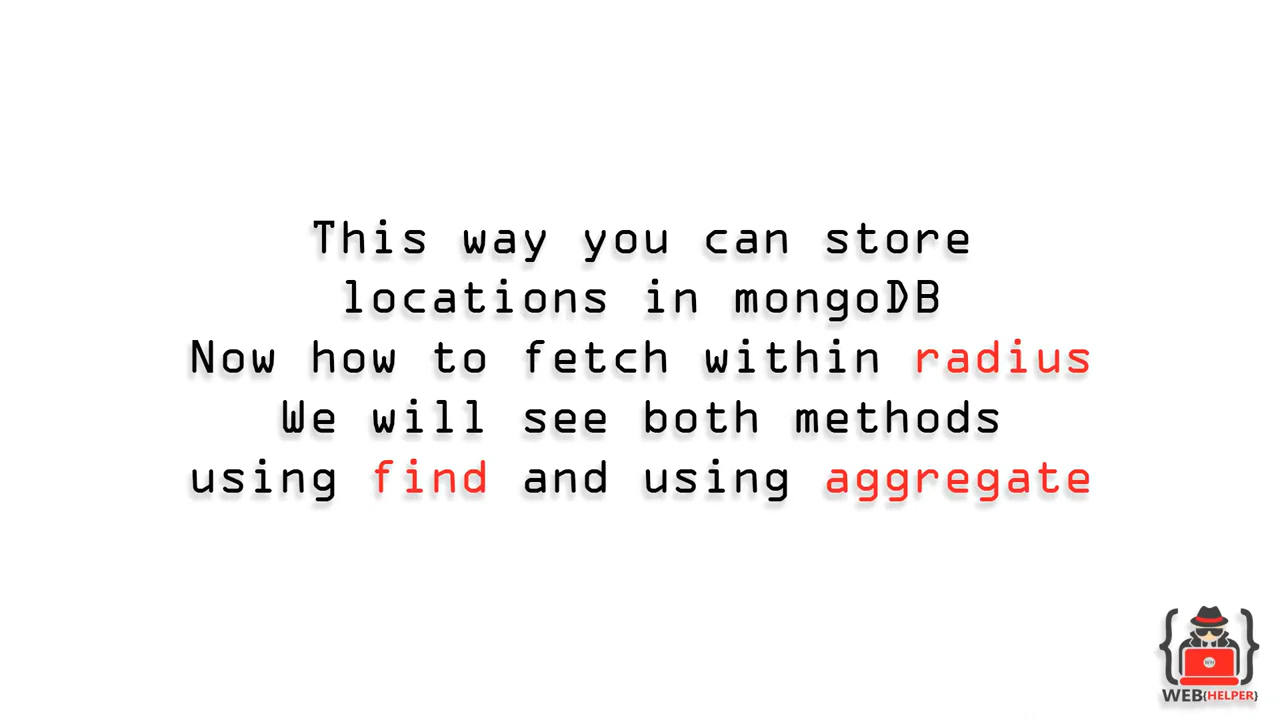 This way you can store
locations in mongoDB
Now how to fetch within radius
We will see both methods
using find and using aggregate
WH
WEB{HELPER}